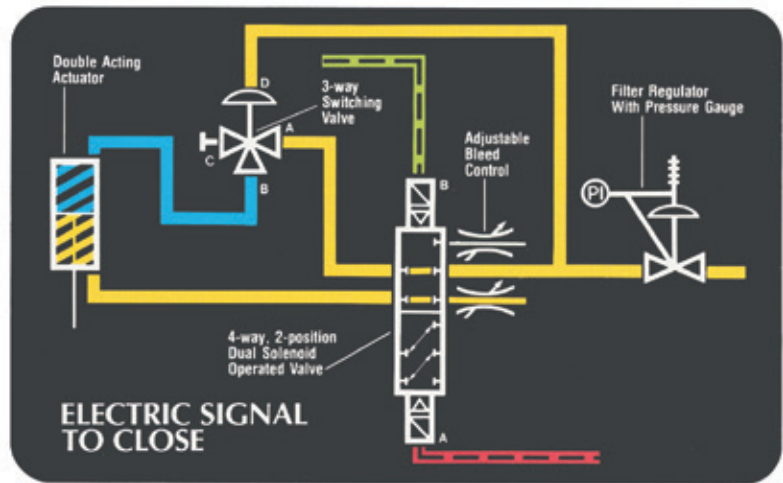 Double Acting
Actuator
D
3-way
Switching
Valve
A
C
B
Adjustable
Bleed
Control
Filter Regulator
With Pressure Gauge
PI
B
4-way, 2-position
Dual Solenoid
Operated Valve
A
ELECTRIC SIGNAL
TO CLOSE